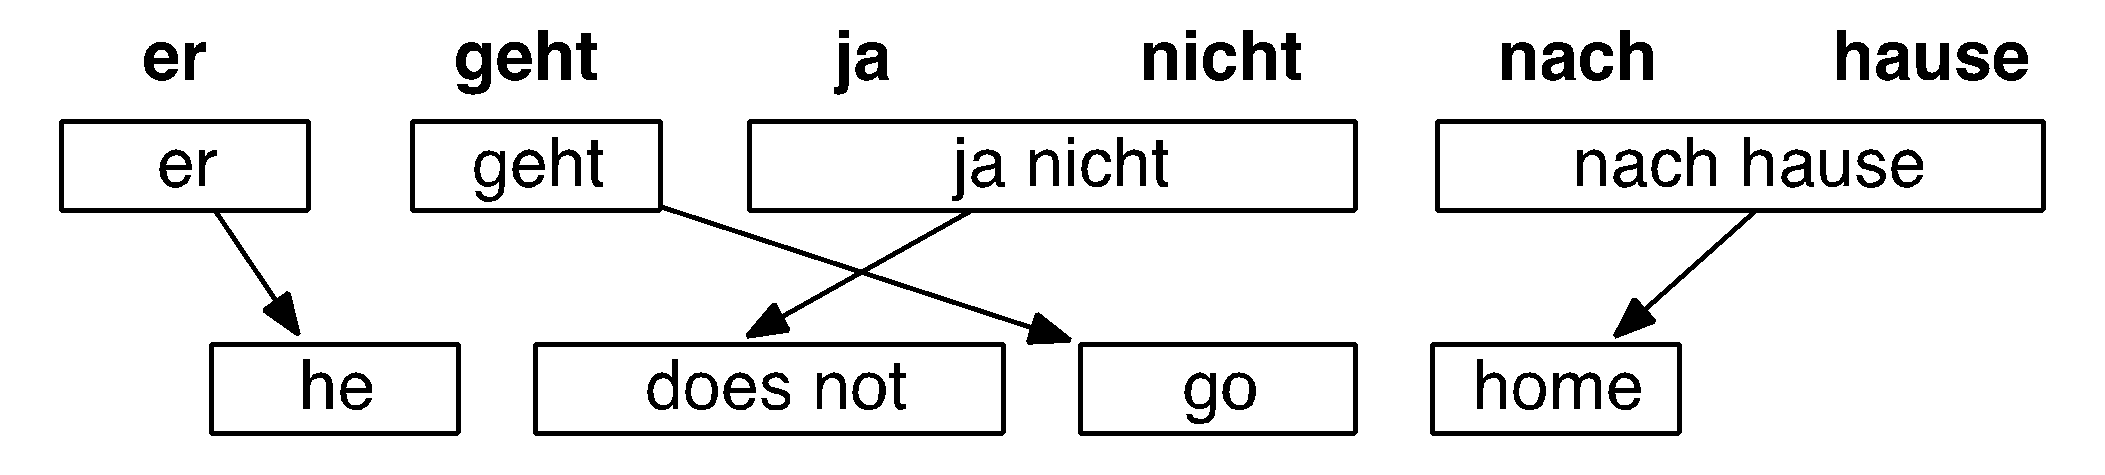 er geht ja nicht nach hause
er geht ja nicht nach hause
he does not go home